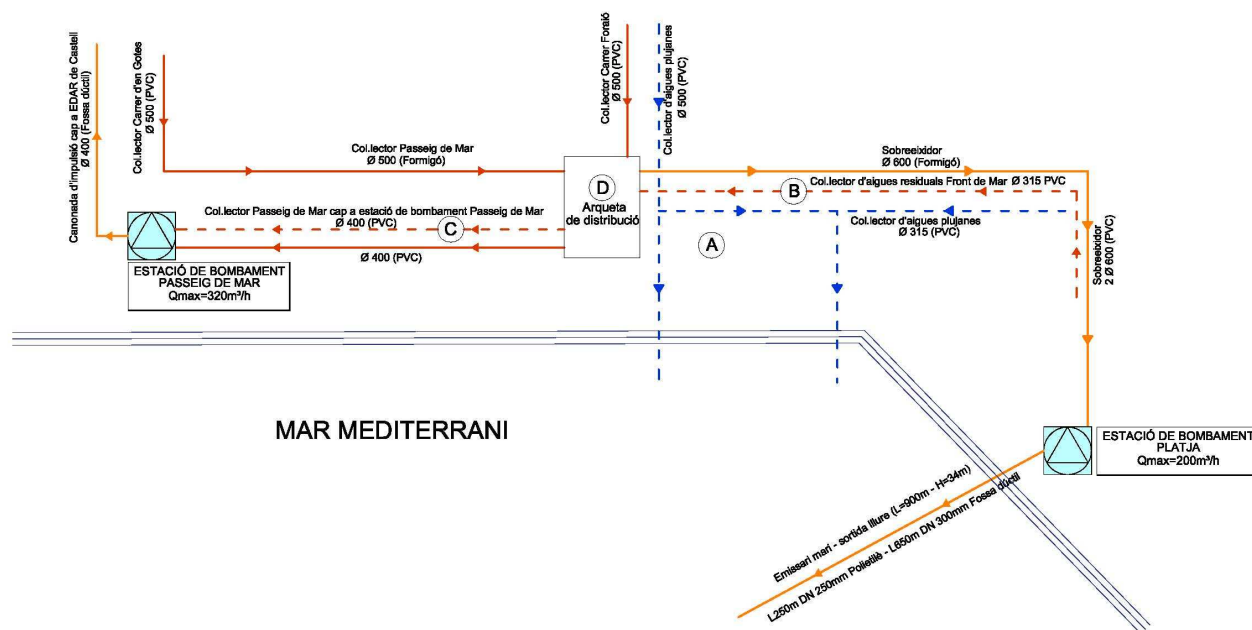 Canonada d'impulsió cap a EDAR de Castell
Ø 400 (Fossa dúctil)
Col.lector Carrer d'en Gotes
Ø 500 (PVC)
Col.lector Passeig de Mar
Ø 500 (Formigó)
Col.lector Carrer Foraió
Ø 500 (PVC)
Col.lector d'aigues plujanes
Ø 500 (PVC)
Sobreeixidor
Ø 600 (Formigó)
Col.lector d'aigues residuals Front de Mar Ø 315 PVC
B
D
Arqueta
de distribució
Col.lector Passeig de Mar cap a estació de bombament Passeig de Mar
Ø 400 (PVC)
C
Ø 400 (PVC)
A
Col.lector d'aigues plujanes
Ø 315 (PVC)
Sobreeixidor
2 Ø 600 (PVC)
ESTACIÓ DE BOMBAMENT
PASSEIG DE MAR
Qmax=320m³/h
MAR MEDITERRANI
ESTACIÓ DE BOMBAMENT
PLATJA
Qmax=200m³/h
Emissari mari - sortida lliure (L=900m - H=34m)
L250m DN 250mm Polietilè - L650m DN 300mm Fossa dúctil